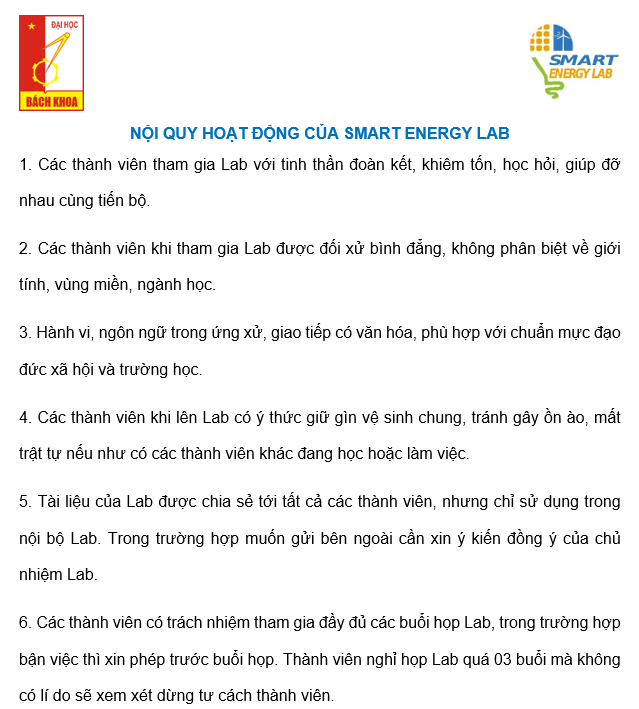 ĐẠI HỌC
BÁCH KHOA
SMART
ENERGY LAB
NỘI QUY HOẠT ĐỘNG CỦA SMART ENERGY LAB
1. Các thành viên tham gia Lab với tinh thần đoàn kết, khiêm tốn, học hỏi, giúp đỡ
nhau cùng tiến bộ.
2. Các thành viên khi tham gia Lab được đối xử bình đẳng, không phân biệt về giới
tính, vùng miền, ngành học.
3. Hành vi, ngôn ngữ trong ứng xử, giao tiếp có văn hóa, phù hợp với chuẩn mực đạo
đức xã hội và trường học.
4. Các thành viên khi lên Lab có ý thức giữ gìn vệ sinh chung, tránh gây ồn ào, mất
trật tự nếu như có các thành viên khác đang học hoặc làm việc.
5. Tài liệu của Lab được chia sẻ tới tất cả các thành viên, nhưng chỉ sử dụng trong
nội bộ Lab. Trong trường hợp muốn gửi bên ngoài cần xin ý kiến đồng ý của chủ
nhiệm Lab.
6. Các thành viên có trách nhiệm tham gia đầy đủ các buổi họp Lab, trong trường hợp
bận việc thì xin phép trước buổi họp. Thành viên nghỉ họp Lab quá 03 buổi mà không
có lí do sẽ xem xét dừng tư cách thành viên.